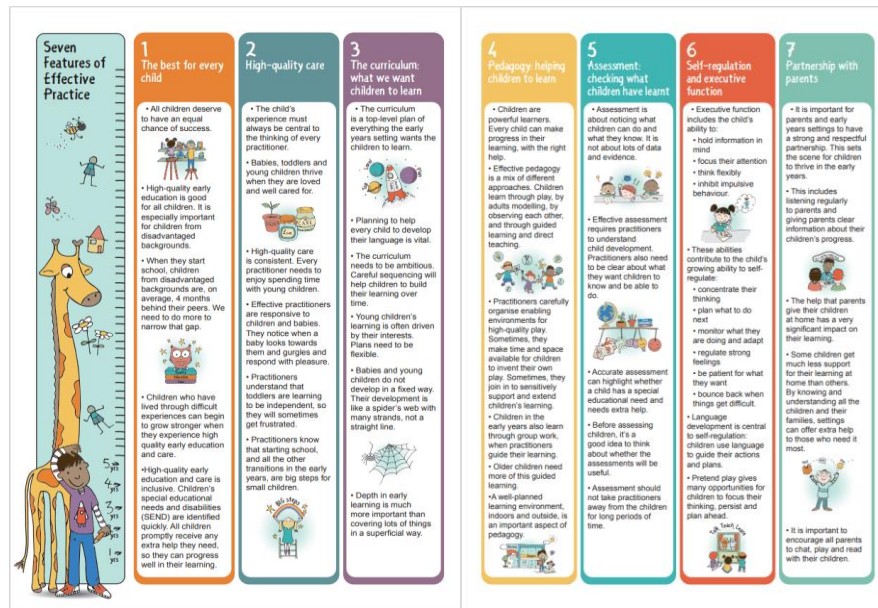 Seven
Features of
Effective
Practice
5 yrs
4 yrs
3 yrs
1 yrs
1
The best for every
child
• All children deserve
to have an equal
chance of success.
• High-quality early
education is good
for all children. It is
especially important
for children from
disadvantaged
backgrounds.
• When they start
school, children
from disadvantaged
backgrounds are, on
average, 4 months
behind their peers. We
need to do more to
narrow that gap.
• Children who have
lived through difficult
experiences can begin
to grow stronger when
they experience high
quality early education
and care.
•High-quality early
education and care is
inclusive. Children's
special educational
needs and disabilities
(SEND) are identified
quickly. All children
promptly receive any
extra help they need,
so they can progress
well in their learning.
2
High-quality care
• The child's
experience must
always be central to
the thinking of every
practitioner.
• Babies, toddlers and
young children thrive
when they are loved
and well cared for.
• High-quality care
is consistent. Every
practitioner needs to
enjoy spending time
with young children.
• Effective practitioners
are responsive to
children and babies.
They notice when a
baby looks towards
them and gurgles and
respond with pleasure.
• Practitioners
understand that
toddlers are learning
to be independent, so
they will sometimes
get frustrated.
• Practitioners know
that starting school,
and all the other
transitions in the early
years, are big steps for
small children.
BIG steps
3
The curriculum:
what we want
children to learn
• The curriculum
is a top-level plan of
everything the early
years setting wants the
children to learn.
• Planning to help
every child to develop
their language is vital.
• The curriculum
needs to be ambitious.
Careful sequencing will
help children to build
their learning over
time.
• Young children's
learning is often driven
by their interests.
Plans need to be
flexible.
• Babies and young
children do not
develop in a fixed way.
Their development is
like a spider's web with
many strands, not a
straight line.
• Depth in early
learning is much
more important than
covering lots of things
in a superficial way.
4
Pedagogy: helping
children to learn
• Children are
powerful learners.
Every child can make
progress in their
learning, with the right
help.
• Effective pedagogy
is a mix of different
approaches. Children
learn through play, by
adults modelling, by
observing each other,
and through guided
learning and direct
teaching.
• Practitioners carefully
organise enabling
environments for
high-quality play.
Sometimes, they
make time and space
available for children
to invent their own
play. Sometimes, they
join in to sensitively
support and extend
children's learning.
• Children in the
early years also learn
through group work,
when practitioners
guide their learning.
• Older children need
more of this guided
learning.
•A well-planned
learning environment,
indoors and outside, is
an important aspect of
pedagogy.
5
Assessment:
checking what
children have learnt
• Assessment is
about noticing what
children can do and
what they know. It is
not about lots of data
and evidence.
• Effective assessment
requires practitioners
to understand
child development.
Practitioners also need
to be clear about what
they want children to
know and be able to
do.
• Accurate assessment
can highlight whether
a child has a special
educational need and
needs extra help.
• Before assessing
children, it's a
good idea to think
about whether the
assessments will be
useful.
• Assessment should
not take practitioners
away from the children
for long periods of
time.
6
Self-regulation
and executive
function
• Executive function
includes the child's
ability to:
• hold information in
mind
• focus their attention
• think flexibly
• inhibit impulsive
behaviour.
• These abilities
contribute to the child's
growing ability to self-
regulate:
• concentrate their
thinking
• plan what to do
next
• monitor what they
are doing and adapt
• regulate strong
feelings
• be patient for what
they want
• bounce back when
things get difficult.
• Language
development is central
to self-regulation:
children use language
to guide their actions
and plans.
• Pretend play gives
many opportunities for
children to focus their
thinking, persist and
plan ahead.
Talk Teach Learn
7
Partnership with
parents
• It is important for
parents and early
years settings to have
a strong and respectful
partnership. This sets
the scene for children
to thrive in the early
years.
• This includes
listening regularly
to parents and
giving parents clear
information about their
children's progress.
• The help that parents
give their children
at home has a very
significant impact on
their learning.
• Some children get
much less support
for their learning at
home than others.
By knowing and
understanding all the
children and their
families, settings
can offer extra help
to those who need it
most.
• It is important to
encourage all parents
to chat, play and read
with their children.